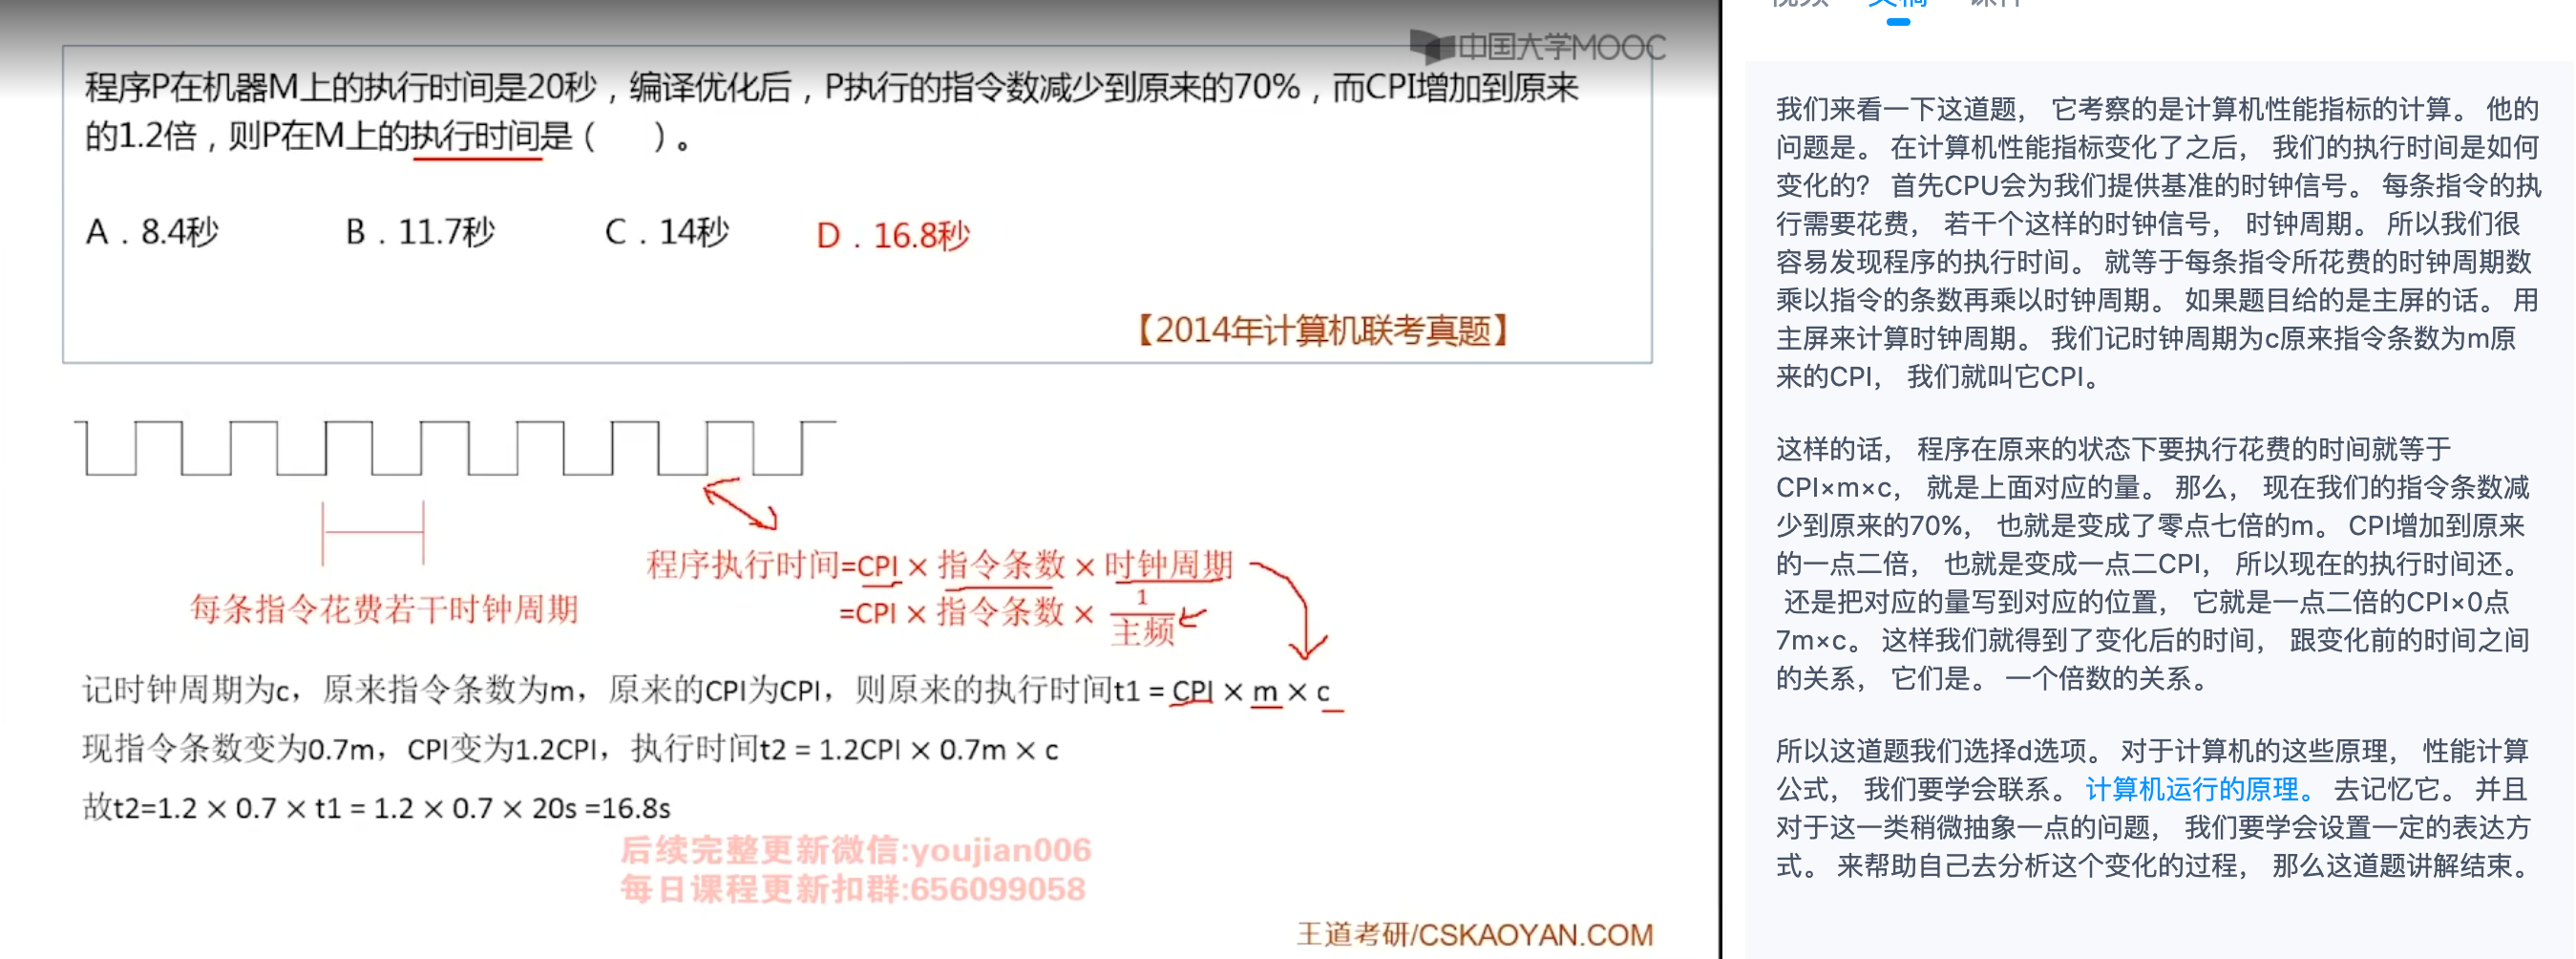 中国大学MOOC
程序P在机器M上的执行时间是20秒，编译优化后，P执行的指令数减少到原来的70%，而CPI增加到原来
的1.2倍，则P在M上的执行时间是（　　）。
A．8.4秒　B．11.7秒　C．14秒　D．16.8秒
【2014年计算机联考真题】
每条指令花费若干时钟周期
程序执行时间=CPI × 指令条数 × 时钟周期
=CPI × 指令条数 × 1/主频
记时钟周期为c，原来指令条数为m，原来的CPI为CPI，则原来的执行时间t1 = CPI × m × c
现指令条数变为0.7m，CPI变为1.2CPI，执行时间t2 = 1.2CPI × 0.7m × c
故t2=1.2 × 0.7 × t1 = 1.2 × 0.7 × 20s =16.8s
后续完整更新微信:youjian006
每日课程更新扣群:656099058
王道考研/CSKAOYAN.COM
视频 文稿 课件
我们来看一下这道题， 它考察的是计算机性能指标的计算。 他的
问题是。 在计算机性能指标变化了之后， 我们的执行时间是如何
变化的？ 首先CPU会为我们提供基准的时钟信号。 每条指令的执
行需要花费， 若干个这样的时钟信号， 时钟周期。 所以我们很
容易发现程序的执行时间。 就等于每条指令所花费的时钟周期数
乘以指令的条数再乘以时钟周期。 如果题目给的是主屏的话。 用
主屏来计算时钟周期。 我们记时钟周期为c原来指令条数为m原
来的CPI， 我们就叫它CPI。
这样的话， 程序在原来的状态下要执行花费的时间就等于
CPI×m×c， 就是上面对应的量。 那么， 现在我们的指令条数减
少到原来的70%， 也就是变成了零点七倍的m。 CPI增加到原来
的一点二倍， 也就是变成一点二CPI， 所以现在的执行时间还。
还是把对应的量写到对应的位置， 它就是一点二倍的CPI×0点
7m×c。 这样我们就得到了变化后的时间， 跟变化前的时间之间
的关系， 它们是。 一个倍数的关系。
所以这道题我们选择d选项。 对于计算机的这些原理， 性能计算
公式， 我们要学会联系。 计算机运行的原理。 去记忆它。 并且
对于这一类稍微抽象一点的问题， 我们要学会设置一定的表达方
式。 来帮助自己去分析这个变化的过程， 那么这道题讲解结束。